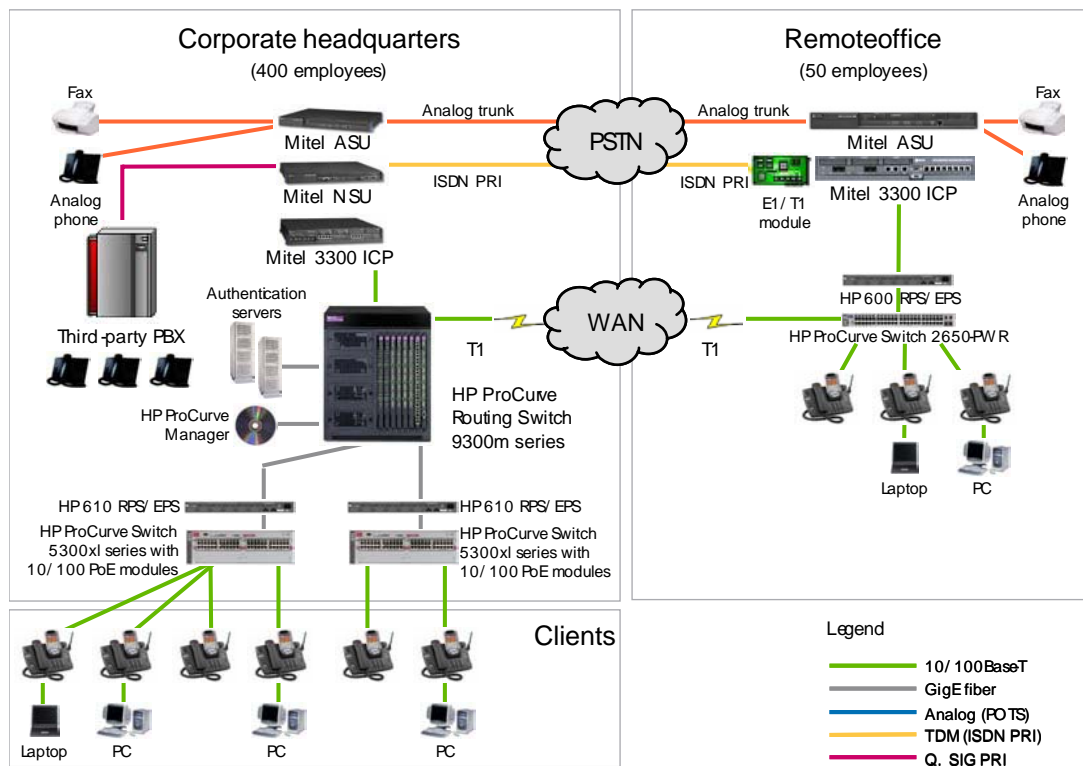 Corporate headquarters
(400 employees)
Fax
Analog trunk
Mitel ASU
PSTN
Mitel NSU
ISDN PRI
Analog
phone
Mitel 3300 ICP
Authentication
servers
Third-party PBX
WAN
T1
HP ProCurve
Manager
HP ProCurve
Routing Switch
9300m series
HP 610 RPS/ EPS
HP ProCurve Switch
5300xl series with
10/ 100 PoE modules
HP 610 RPS/ EPS
HP ProCurve Switch
5300xl series with
10/ 100 PoE modules
Remoteoffice
(50 employees)
Analog trunk
Fax
Mitel ASU
ISDN PRI
E1/ T1
module
Mitel 3300 ICP
Analog
phone
HP 600 RPS/ EPS
HP ProCurve Switch 2650-PWR
T1
Laptop
PC
Clients
Laptop
PC
PC
PC
Legend
10/ 100Base-T
GigE fiber
Analog (POTS)
TDM (ISDN PRI)
Q. SIG PRI